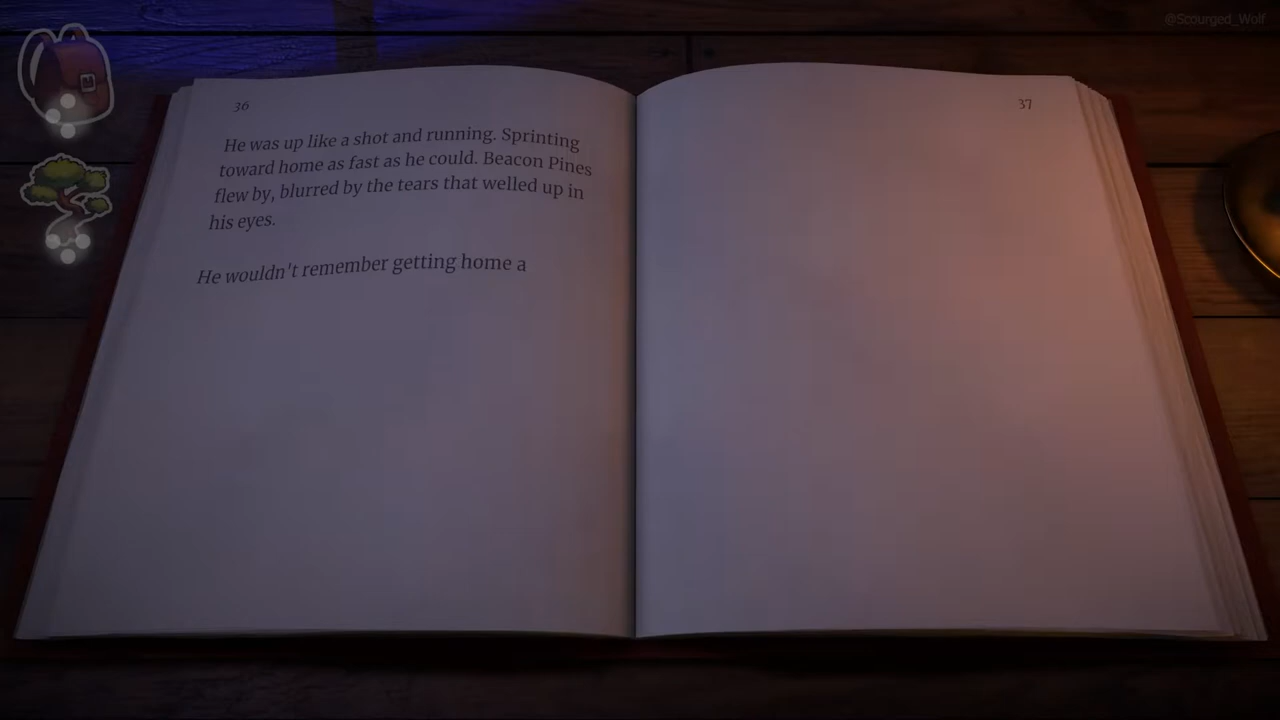 @Scourged_Wolf
36
37
He was up like a shot and running. Sprinting
toward home as fast as he could. Beacon Pines
flew by, blurred by the tears that welled up in
his eyes.
He wouldn't remember getting home a